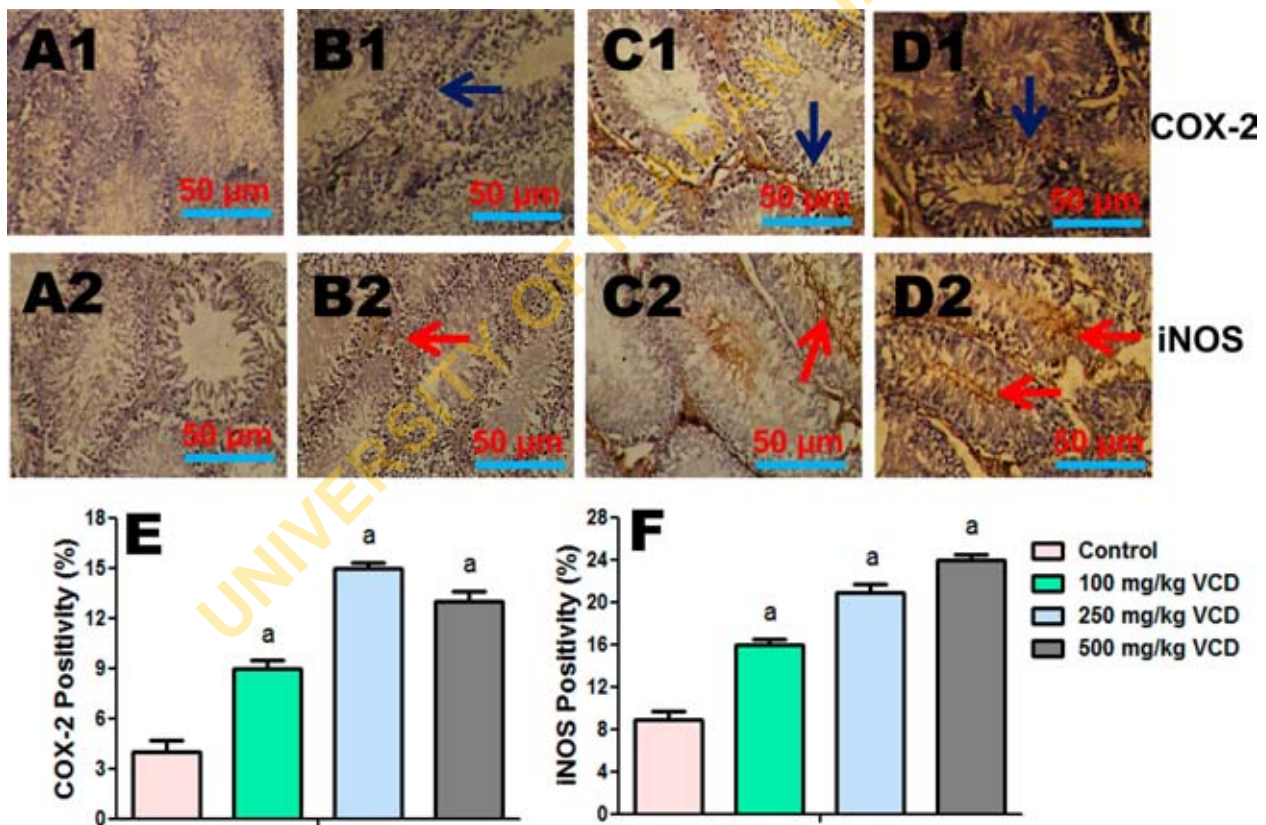 A1 B1 C1 D1
50 µm 50 µm 50 µm 50 µm
COX-2
A2 B2 C2 D2
50 µm 50 µm 50 µm 50 µm
iNOS
UNIVERSITY OF IBADAN LI
E
COX-2 Positivity (%)
18
15
12
9
6
3
0
a a a
F
iNOS Positivity (%)
28
24
20
16
12
8
4
0
a a a
Control
100 mg/kg VCD
250 mg/kg VCD
500 mg/kg VCD